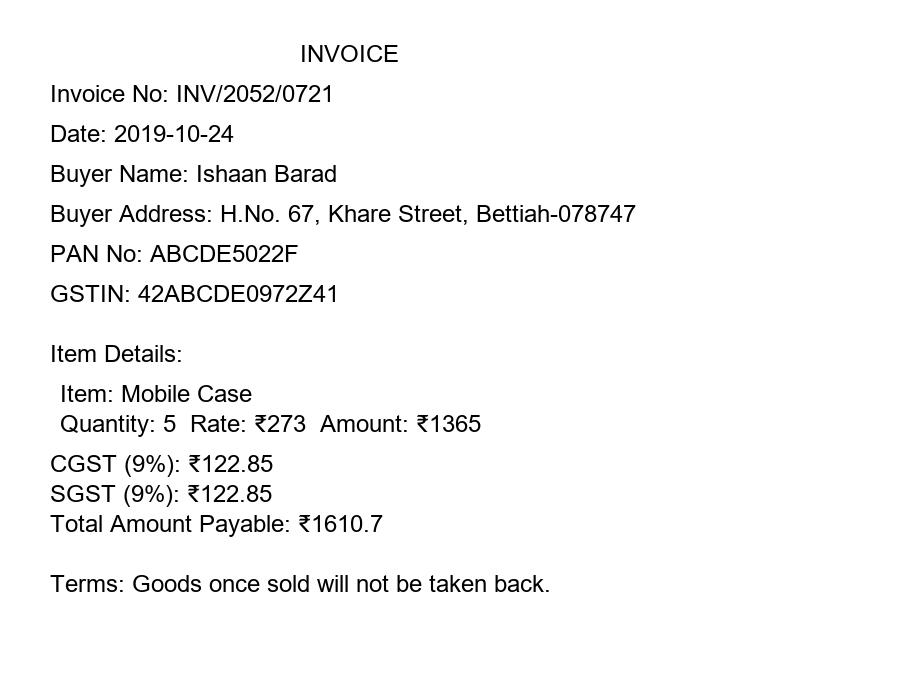 INVOICE
Invoice No: INV/2052/0721
Date: 2019-10-24
Buyer Name: Ishaan Barad
Buyer Address: H.No. 67, Khare Street, Bettiah-078747
PAN No: ABCDE5022F
GSTIN: 42ABCDE0972Z41
Item Details:
Item: Mobile Case
Quantity: 5 Rate: ₹273 Amount: ₹1365
CGST (9%): ₹122.85
SGST (9%): ₹122.85
Total Amount Payable: ₹1610.7
Terms: Goods once sold will not be taken back.